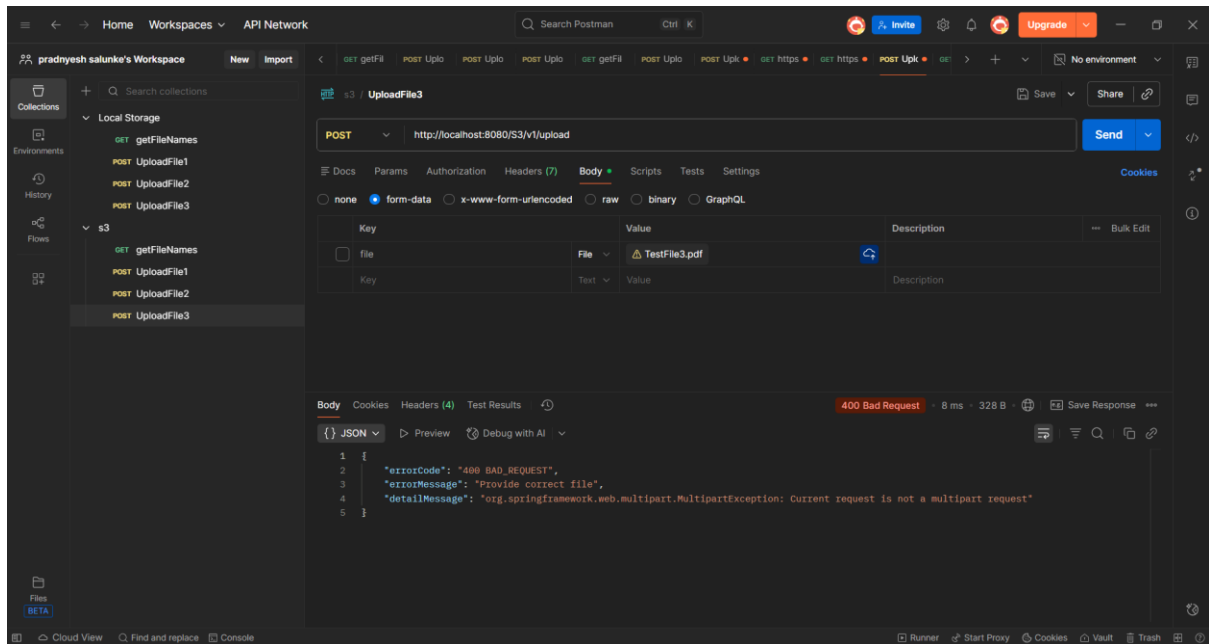 Home Workspaces API Network Search Postman Ctrl K Invite Upgrade
pradnyesh salunke's Workspace New Import GET getFil POST Uplo POST Uplo POST Uplo GET getFil POST Uplo POST Upl GET https GET https POST Upl GE No environment
Collections
Environments
History
Flows
Files
BETA
Search collections
Local Storage
GET getFileNames
POST UploadFile1
POST UploadFile2
POST UploadFile3
s3
GET getFileNames
POST UploadFile1
POST UploadFile2
POST UploadFile3
HTTP s3 / UploadFile3 Save Share
POST http://localhost:8080/S3/v1/upload Send
Docs Params Authorization Headers (7) Body Scripts Tests Settings Cookies
none form-data x-www-form-urlencoded raw binary GraphQL
Key Value Description Bulk Edit
file File TestFile3.pdf
Key Text Value Description
Body Cookies Headers (4) Test Results 400 Bad Request 8 ms 328 B Save Response
{} JSON Preview Debug with AI
1 {
2 "errorCode": "400 BAD_REQUEST",
3 "errorMessage": "Provide correct file",
4 "detailMessage": "org.springframework.web.multipart.MultipartException: Current request is not a multipart request"
5 }
Cloud View Find and replace Console Runner Start Proxy Cookies Vault Trash